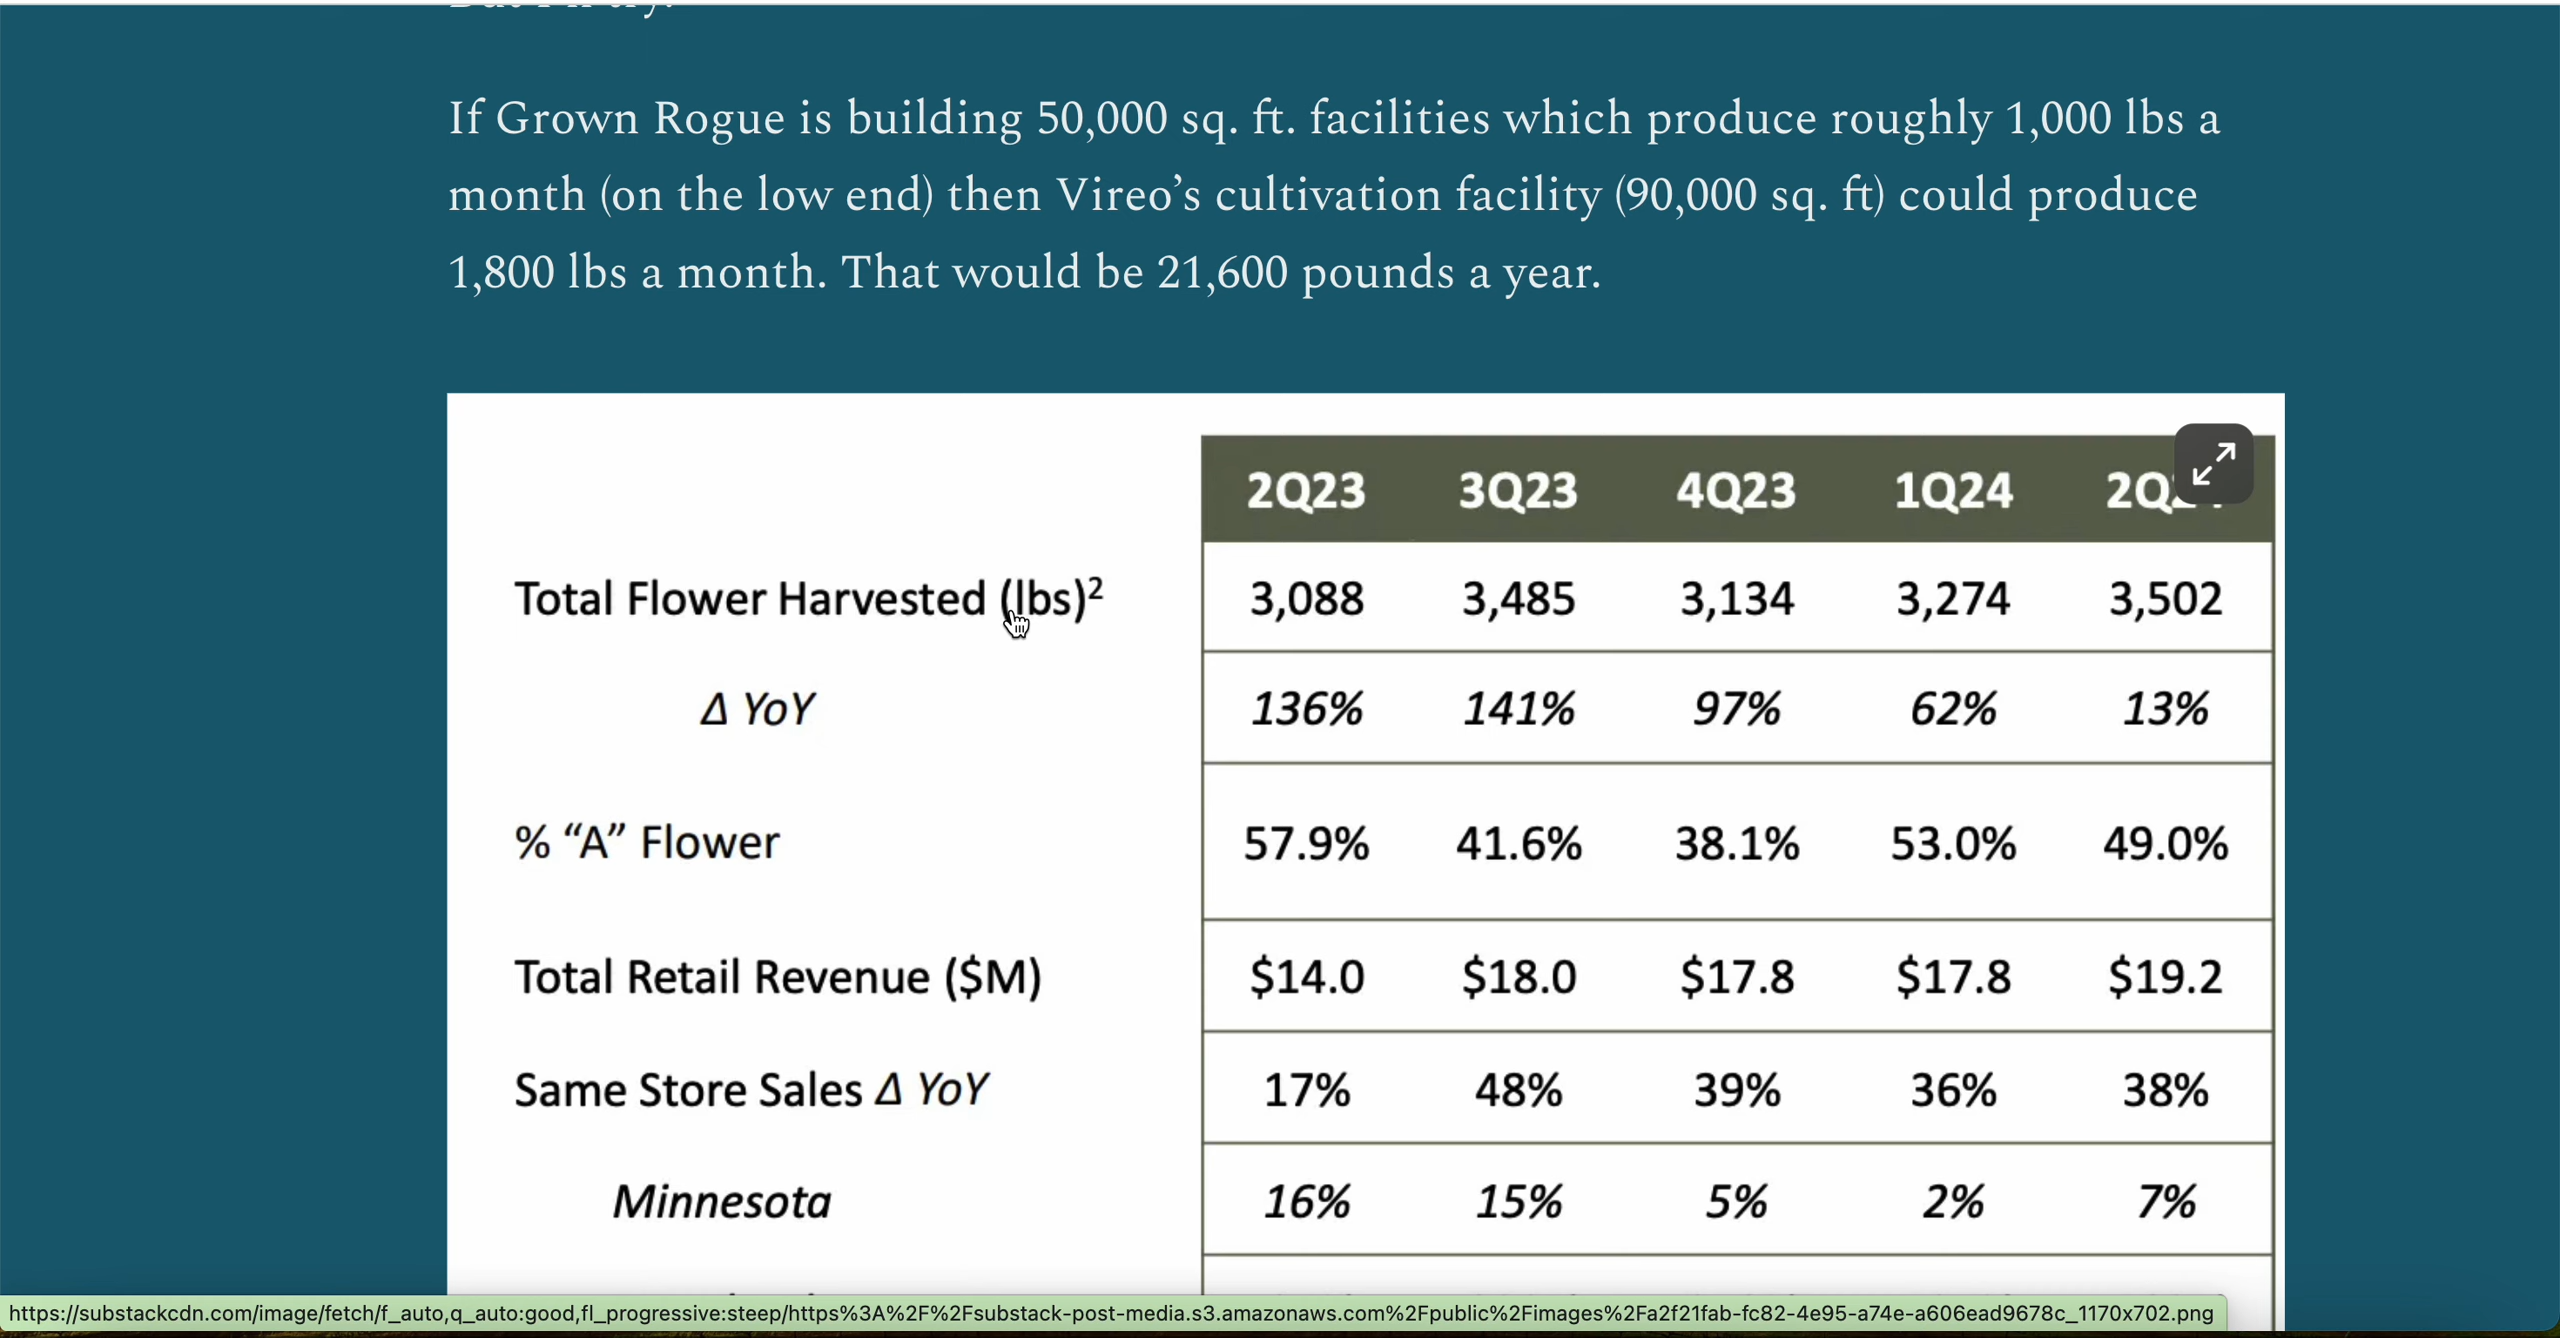 If Grown Rogue is building 50,000 sq. ft. facilities which produce roughly 1,000 lbs a
month (on the low end) then Vireo’s cultivation facility (90,000 sq. ft) could produce
1,800 lbs a month. That would be 21,600 pounds a year.
2Q23 3Q23 4Q23 1Q24
Total Flower Harvested (lbs)² 3,088 3,485 3,134 3,274 3,502
Δ YoY 136% 141% 97% 62% 13%
% “A” Flower 57.9% 41.6% 38.1% 53.0% 49.0%
Total Retail Revenue ($M) $14.0 $18.0 $17.8 $17.8 $19.2
Same Store Sales Δ YoY 17% 48% 39% 36% 38%
Minnesota 16% 15% 5% 2% 7%
https://substackcdn.com/image/fetch/f_auto,q_auto:good,fl_progressive:steep/https%3A%2F%2Fsubstack-post-media.s3.amazonaws.com%2Fpublic%2Fimages%2Fa2f21fab-fc82-4e95-a74e-a606ead9678c_1170x702.png